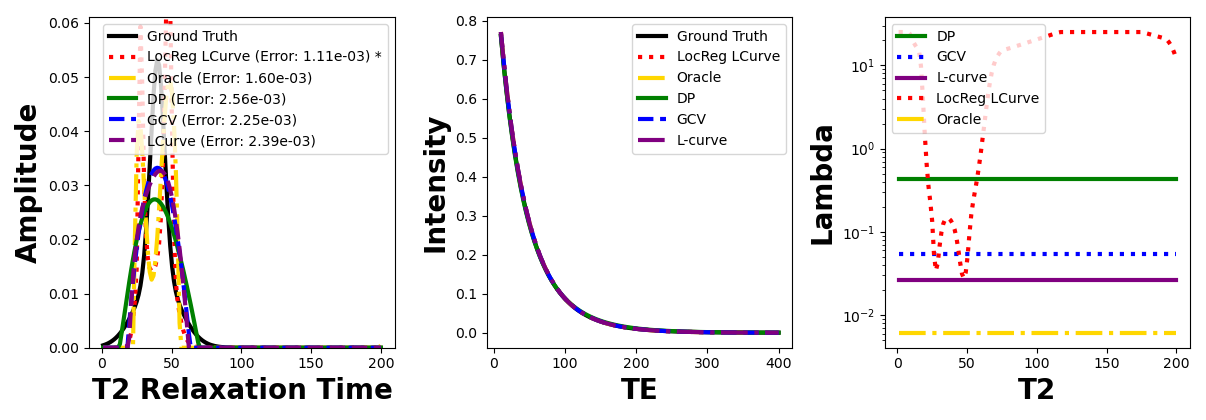 Amplitude
0.06
0.05
0.04
0.03
0.02
0.01
0.00
Ground Truth
LocReg LCurve (Error: 1.11e-03) *
Oracle (Error: 1.60e-03)
DP (Error: 2.56e-03)
GCV (Error: 2.25e-03)
LCurve (Error: 2.39e-03)
0 50 100 150 200
T2 Relaxation Time
Intensity
0.8
0.7
0.6
0.5
0.4
0.3
0.2
0.1
0.0
Ground Truth
LocReg LCurve
Oracle
DP
GCV
L-curve
0 100 200 300 400
TE
Lambda
10¹
10⁰
10⁻¹
10⁻²
DP
GCV
L-curve
LocReg LCurve
Oracle
0 50 100 150 200
T2